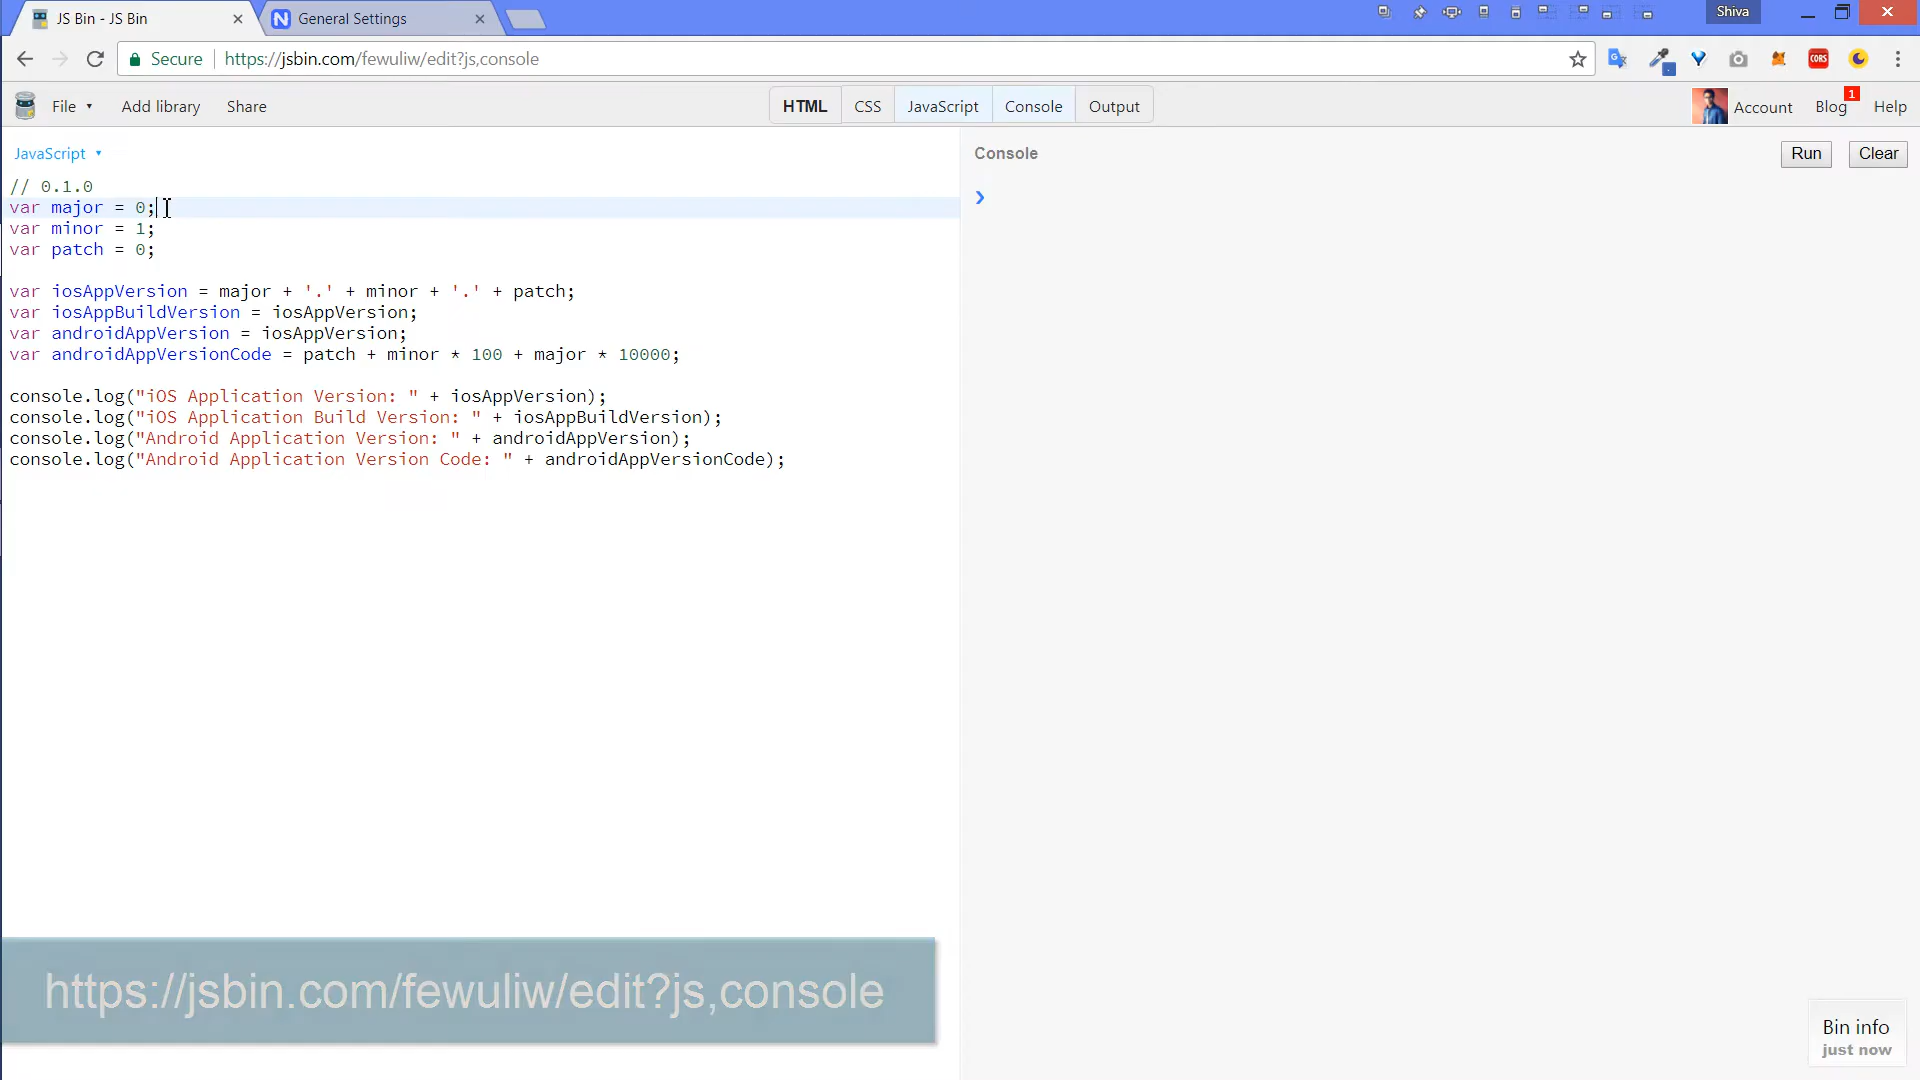 JS Bin - JS Bin
General Settings
Shiva
Secure https://jsbin.com/fewuliw/edit?js,console
CORS
File Add library Share
HTML CSS JavaScript Console Output
Account Blog 1 Help
JavaScript
Console
Run Clear
// 0.1.0
var major = 0;
var minor = 1;
var patch = 0;
var iosAppVersion = major + '.' + minor + '.' + patch;
var iosAppBuildVersion = iosAppVersion;
var androidAppVersion = iosAppVersion;
var androidAppVersionCode = patch + minor * 100 + major * 10000;
console.log("iOS Application Version: " + iosAppVersion);
console.log("iOS Application Build Version: " + iosAppBuildVersion);
console.log("Android Application Version: " + androidAppVersion);
console.log("Android Application Version Code: " + androidAppVersionCode);
https://jsbin.com/fewuliw/edit?js,console
Bin info
just now